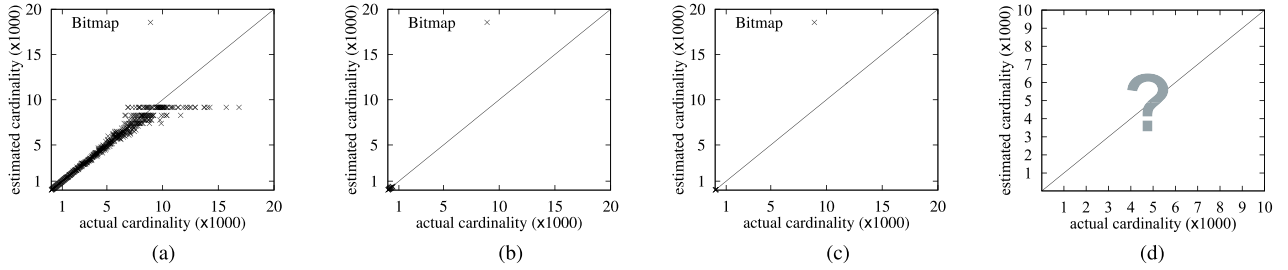 20
15
10
5
1
estimated cardinality (x1000)
Bitmap
1 5 10 15 20
actual cardinality (x1000)
(a)
20
15
10
5
1
estimated cardinality (x1000)
Bitmap
1 5 10 15 20
actual cardinality (x1000)
(b)
20
15
10
5
1
estimated cardinality (x1000)
Bitmap
1 5 10 15 20
actual cardinality (x1000)
(c)
10
9
8
7
6
5
4
3
2
1
estimated cardinality (x1000)
?
1 2 3 4 5 6 7 8 9 10
actual cardinality (x1000)
(d)